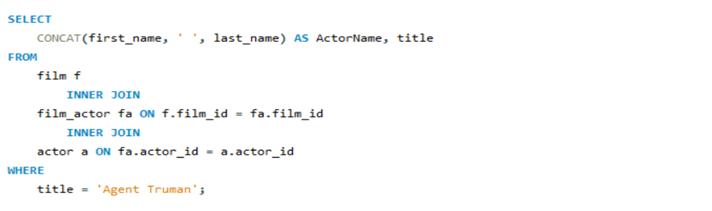 SELECT
CONCAT(first_name, ' ', last_name) AS ActorName, title
FROM
film f
INNER JOIN
film_actor fa ON f.film_id = fa.film_id
INNER JOIN
actor a ON fa.actor_id = a.actor_id
WHERE
title = 'Agent Truman';